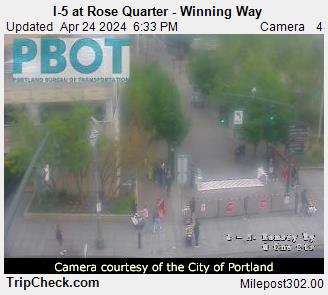 I-5 at Rose Quarter - Winning Way
Updated Apr 24 2024 6:33 PM Camera 4
PBOT
PORTLAND BUREAU OF TRANSPORTATION
Camera courtesy of the City of Portland
TripCheck.com Milepost302.00